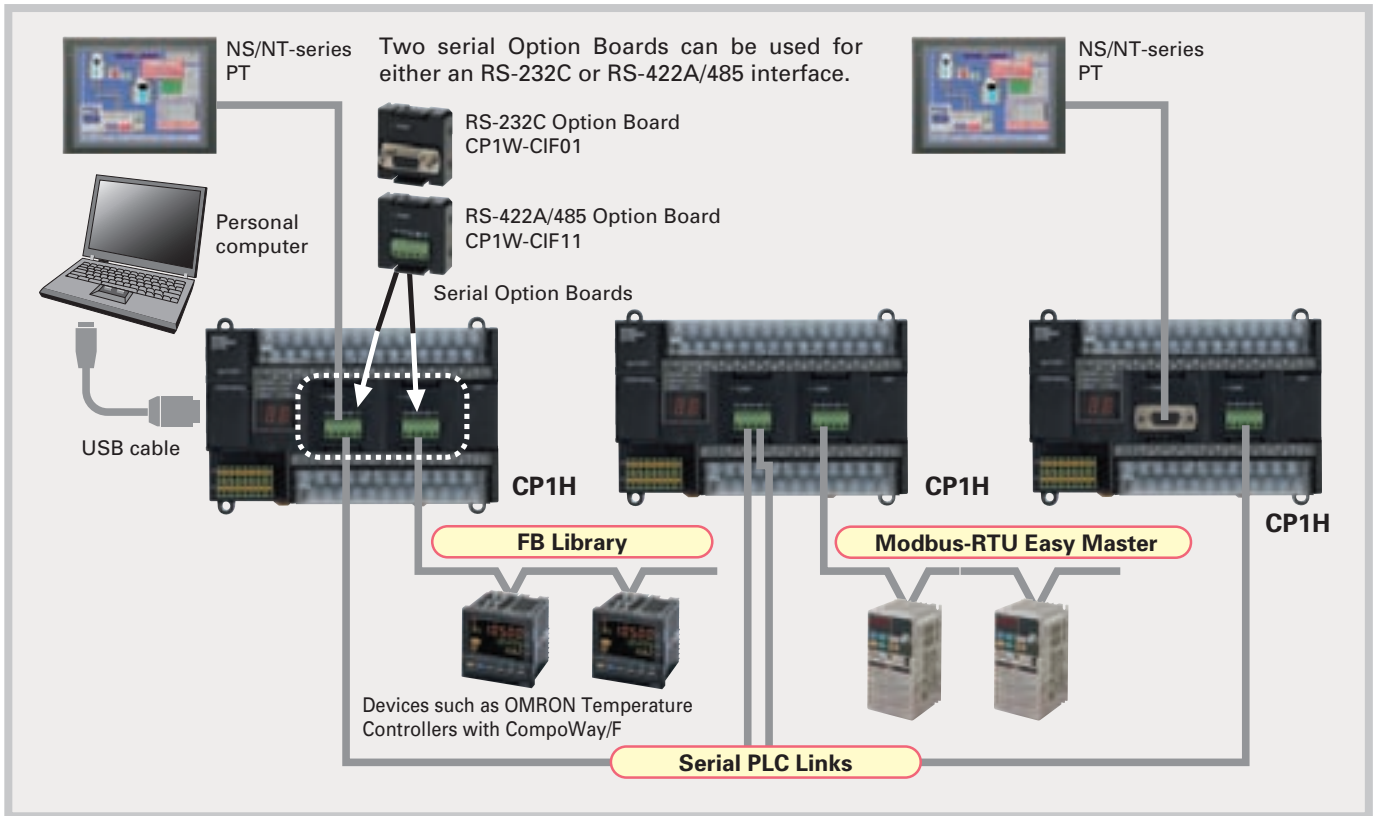 NS/NT-series
PT
Two serial Option Boards can be used for
either an RS-232C or RS-422A/485 interface.
NS/NT-series
PT
RS-232C Option Board
CP1W-CIF01
RS-422A/485 Option Board
CP1W-CIF11
Personal
computer
Serial Option Boards
USB cable
CP1H
CP1H
CP1H
FB Library
Modbus-RTU Easy Master
Devices such as OMRON Temperature
Controllers with CompoWay/F
Serial PLC Links